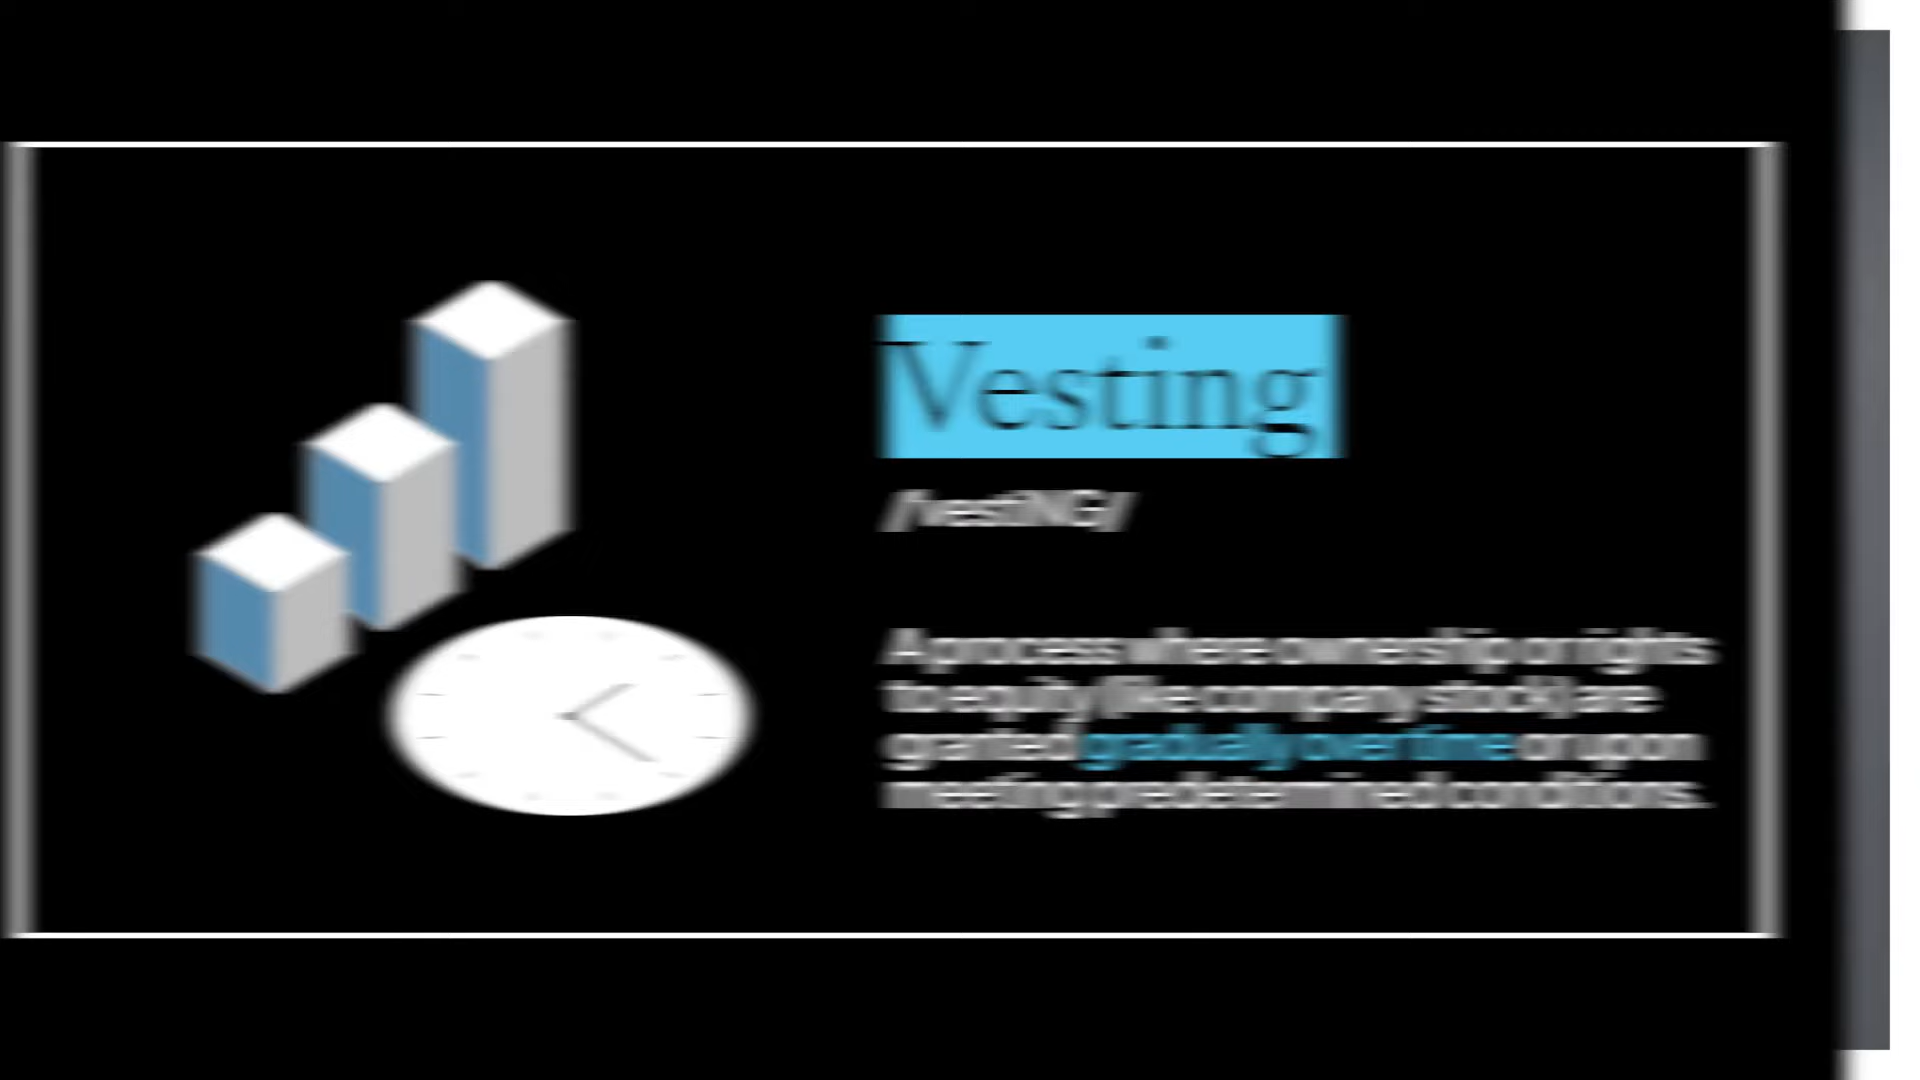 Vesting
/'vestiNG/
A process where ownership or rights
to equity (like company stock) are
granted gradually over time or upon
meeting predetermined conditions.